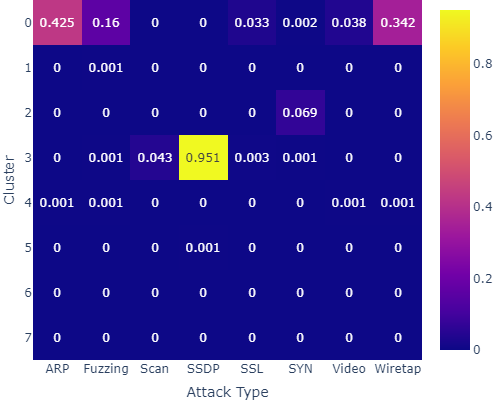 0 0.425 0.16 0 0 0.033 0.002 0.038 0.342
1 0 0.001 0 0 0 0 0 0
2 0 0 0 0 0 0.069 0 0
3 0 0.001 0.043 0.951 0.003 0.001 0 0
4 0.001 0.001 0 0 0 0 0.001 0.001
5 0 0 0 0.001 0 0 0 0
6 0 0 0 0 0 0 0 0
7 0 0 0 0 0 0 0 0
ARP Fuzzing Scan SSDP SSL SYN Video Wiretap
Attack Type
Cluster
0.8
0.6
0.4
0.2
0